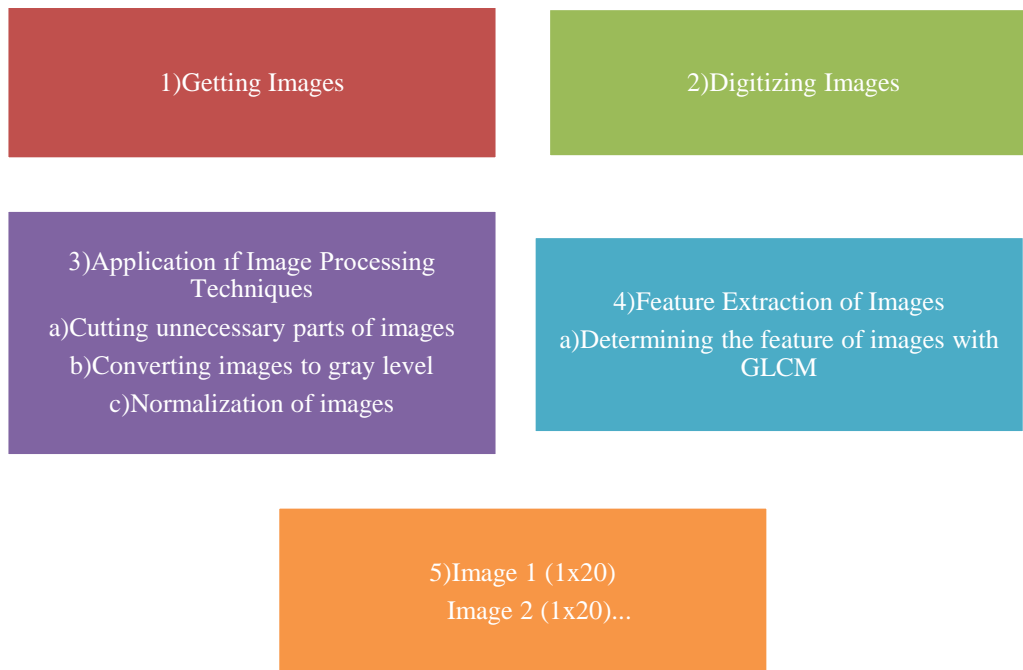 1)Getting Images
2)Digitizing Images
3)Application ıf Image Processing
Techniques
a)Cutting unnecessary parts of images
b)Converting images to gray level
c)Normalization of images
4)Feature Extraction of Images
a)Determining the feature of images with
GLCM
5)Image 1 (1x20)
Image 2 (1x20)...